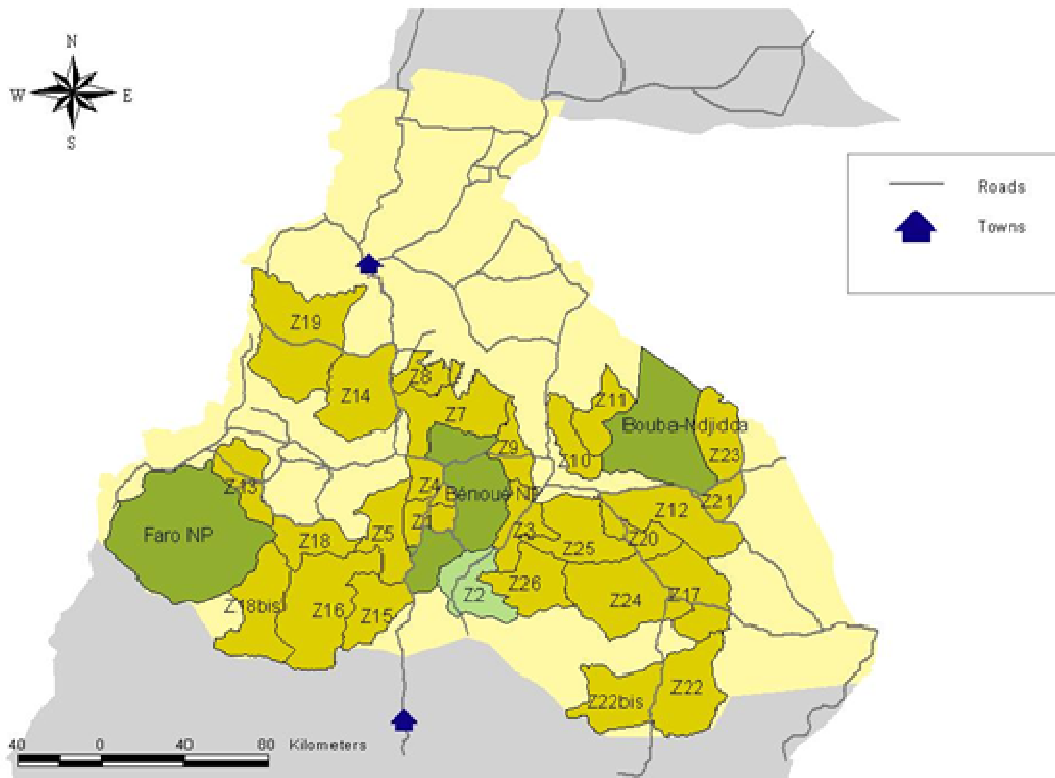 N
W E
S
Roads
Towns
Z19
Z8
Z14
Z7
Z11
Bouba-Ndjidda
Z9
Z10
Z23
Z13
Z4
Bénoué NP
Z21
Z12
Faro NP
Z18
Z5
Z1
Z3
Z25
Z20
Z26
Z2
Z24
Z17
Z18bis
Z16
Z15
Z22bis
Z22
40 0 40 80 Kilometers